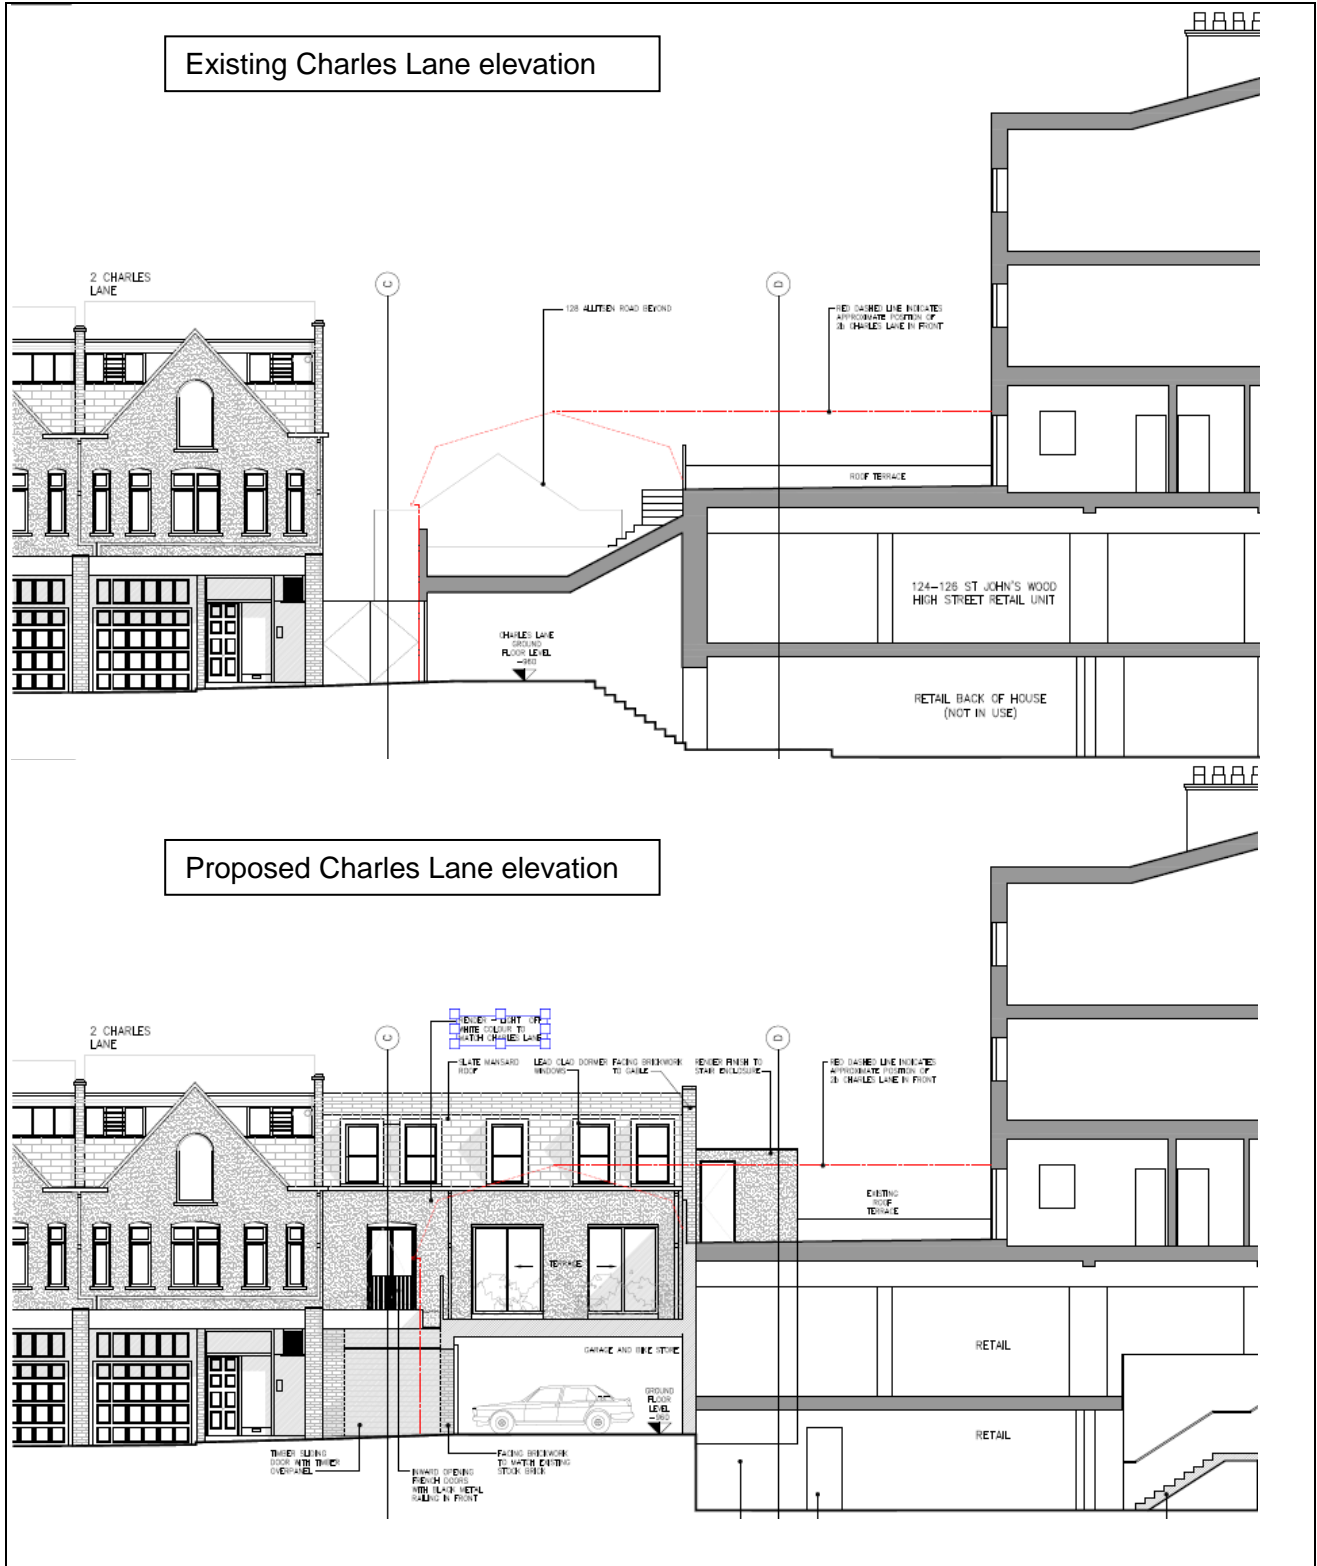 Existing Charles Lane elevation
2 CHARLES
LANE
C
128 ALLITSEN ROAD BEYOND
D
RED DASHED LINE INDICATES
APPROXIMATE POSITION OF
2b CHARLES LANE IN FRONT
ROOF TERRACE
124-126 ST JOHN'S WOOD
HIGH STREET RETAIL UNIT
CHARLES LANE
GROUND
FLOOR LEVEL
-960
RETAIL BACK OF HOUSE
(NOT IN USE)
Proposed Charles Lane elevation
2 CHARLES
LANE
C
RENDER - LIGHT OFF
WHITE COLOUR TO
MATCH CHARLES LANE
SLATE MANSARD
ROOF
LEAD CLAD DORMER
WINDOWS
FACING BRICKWORK
TO GABLE
RENDER FINISH TO
STAIR ENCLOSURE
D
RED DASHED LINE INDICATES
APPROXIMATE POSITION OF
2b CHARLES LANE IN FRONT
EXISTING
ROOF
TERRACE
TERRACE
GARAGE AND BIKE STORE
RETAIL
GROUND
FLOOR
LEVEL
-960
RETAIL
TIMBER SLIDING
DOOR WITH TIMBER
OVERPANEL
INWARD OPENING
FRENCH DOORS
WITH BLACK METAL
RAILING IN FRONT
FACING BRICKWORK
TO MATCH EXISTING
STOCK BRICK